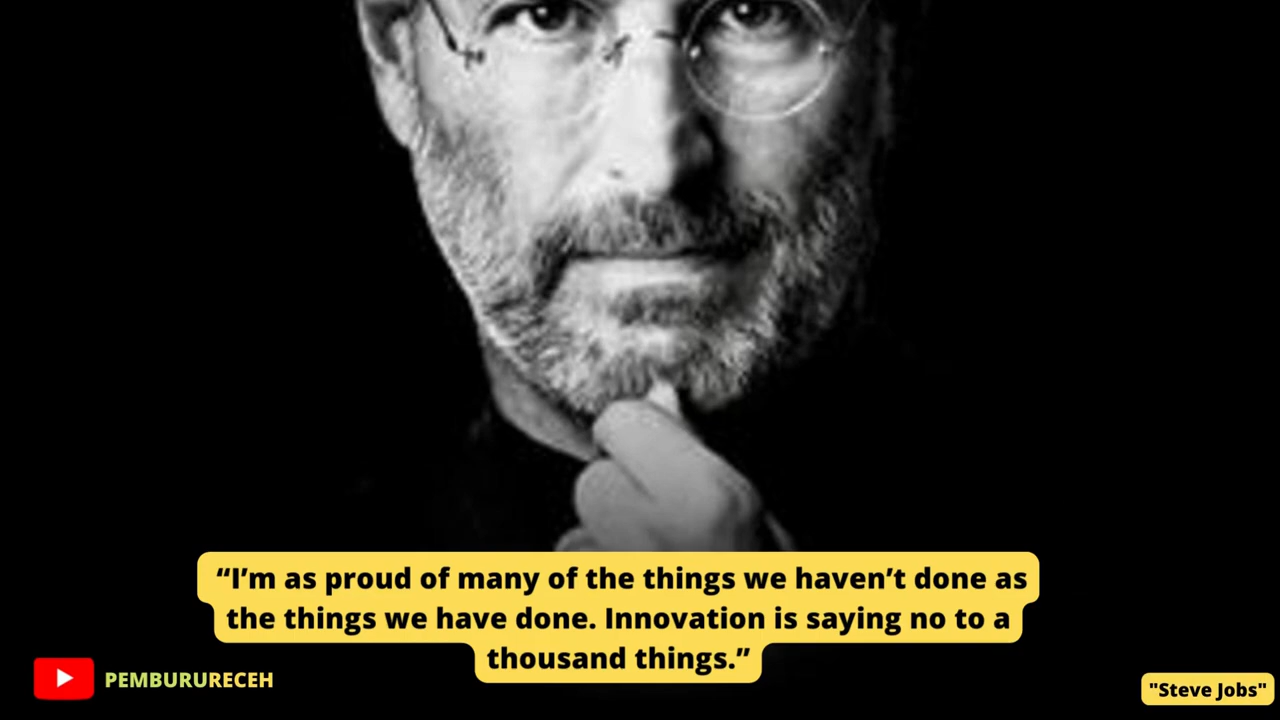 “I’m as proud of many of the things we haven’t done as
the things we have done. Innovation is saying no to a
thousand things.”
PEMBURURECEH
"Steve Jobs"